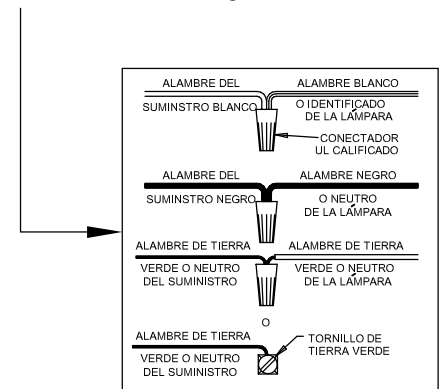 ALAMBRE DEL
SUMINSTRO BLANCO
ALAMBRE BLANCO
O IDENTIFICADO
DE LA LÁMPARA
CONECTADOR
UL CALIFICADO
ALAMBRE DEL
SUMINSTRO NEGRO
ALAMBRE NEGRO
O NEUTRO
DE LA LÁMPARA
ALAMBRE DE TIERRA
VERDE O NEUTRO
DEL SUMINISTRO
ALAMBRE DE TIERRA
VERDE O NEUTRO
DE LA LÁMPARA
O
ALAMBRE DE TIERRA
VERDE O NEUTRO
DEL SUMINISTRO
TORNILLO DE
TIERRA VERDE